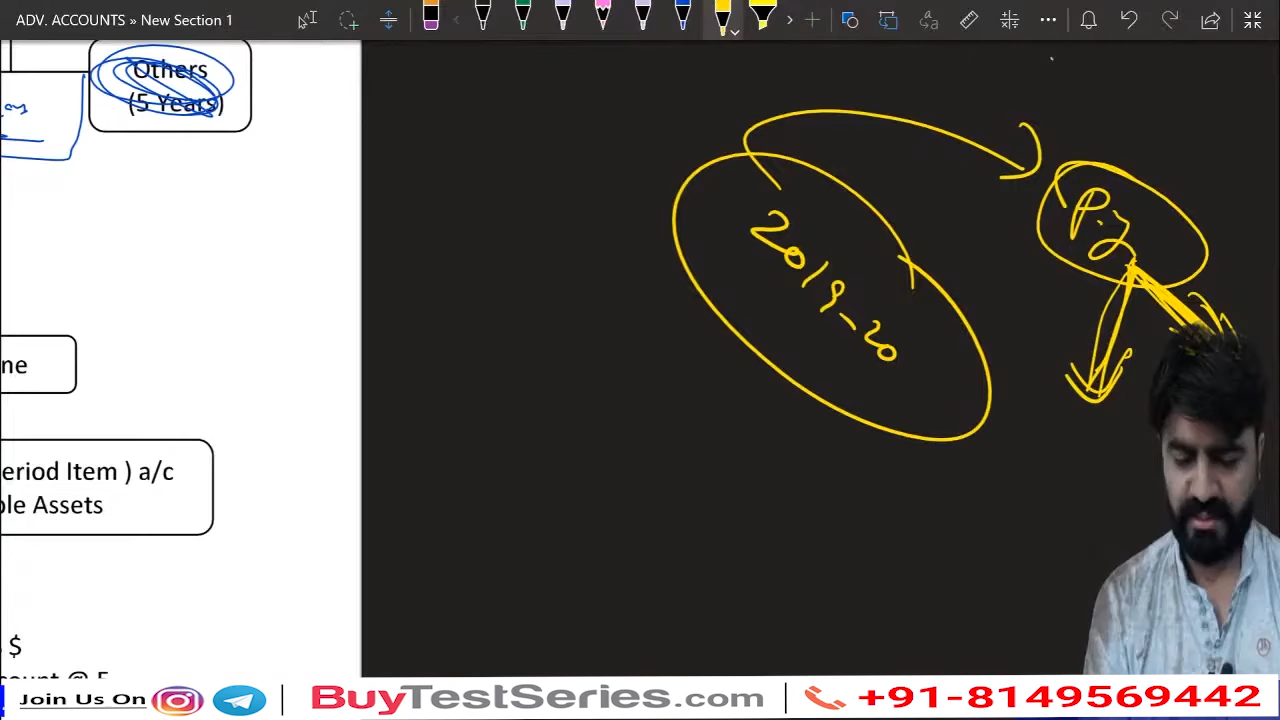 ADV. ACCOUNTS » New Section 1
Others
(5 Years)
ne
eriod Item ) a/c
ole Assets
$
2019-20
P.y
Join Us On
BuyTestSeries.com
+91-8149569442